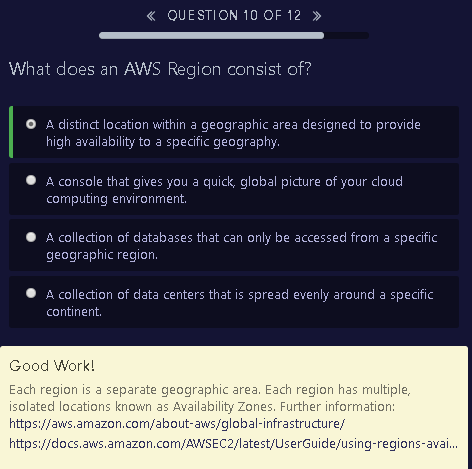 « QUESTION 10 OF 12 »
What does an AWS Region consist of?
A distinct location within a geographic area designed to provide
high availability to a specific geography.
A console that gives you a quick, global picture of your cloud
computing environment.
A collection of databases that can only be accessed from a specific
geographic region.
A collection of data centers that is spread evenly around a specific
continent.
Good Work!
Each region is a separate geographic area. Each region has multiple,
isolated locations known as Availability Zones. Further information:
https://aws.amazon.com/about-aws/global-infrastructure/
https://docs.aws.amazon.com/AWSEC2/latest/UserGuide/using-regions-avai...